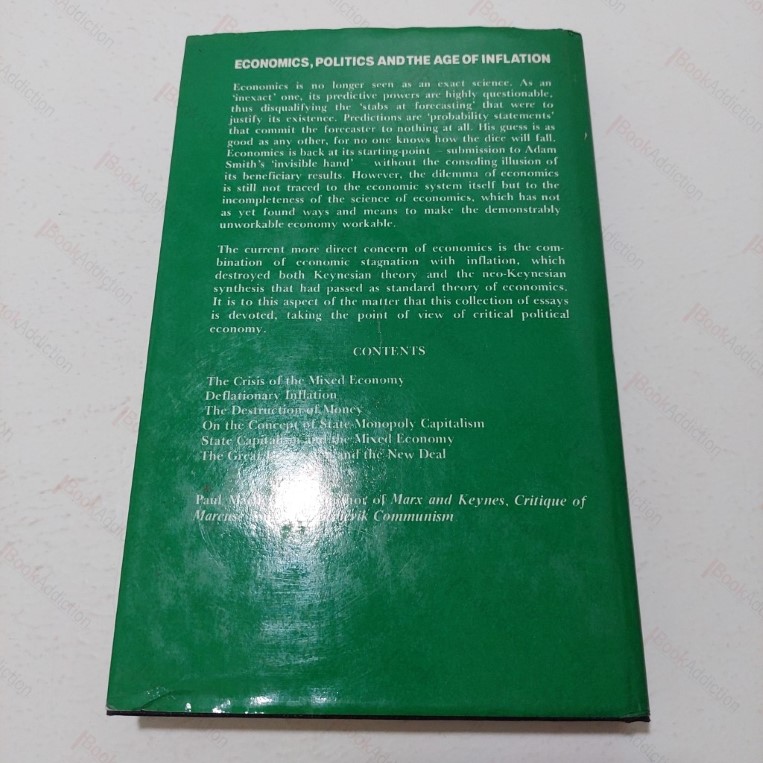 ECONOMICS, POLITICS AND THE AGE OF INFLATION
Economics is no longer seen as an exact science. As an
'inexact' one, its predictive powers are highly questionable,
thus disqualifying the 'stabs at forecasting' that were to
justify its existence. Predictions are 'probability statements'
that commit the forecaster to nothing at all. His guess is as
good as any other, for no one knows how the dice will fall.
Economics is back at its starting-point – submission to Adam
Smith's 'invisible hand' – without the consoling illusion of
its beneficiary results. However, the dilemma of economics
is still not traced to the economic system itself but to the
incompleteness of the science of economics, which has not
as yet found ways and means to make the demonstrably
unworkable economy workable.
The current more direct concern of economics is the com-
bination of economic stagnation with inflation, which
destroyed both Keynesian theory and the neo-Keynesian
synthesis that had passed as standard theory of economics.
It is to this aspect of the matter that this collection of essays
is devoted, taking the point of view of critical political
economy.
CONTENTS
The Crisis of the Mixed Economy
Deflationary Inflation
The Destruction of Money
On the Concept of State Monopoly Capitalism
State Capitalism and the Mixed Economy
The Great and the New Deal
Paul of Marx and Keynes, Critique of
Communism
BookAddiction